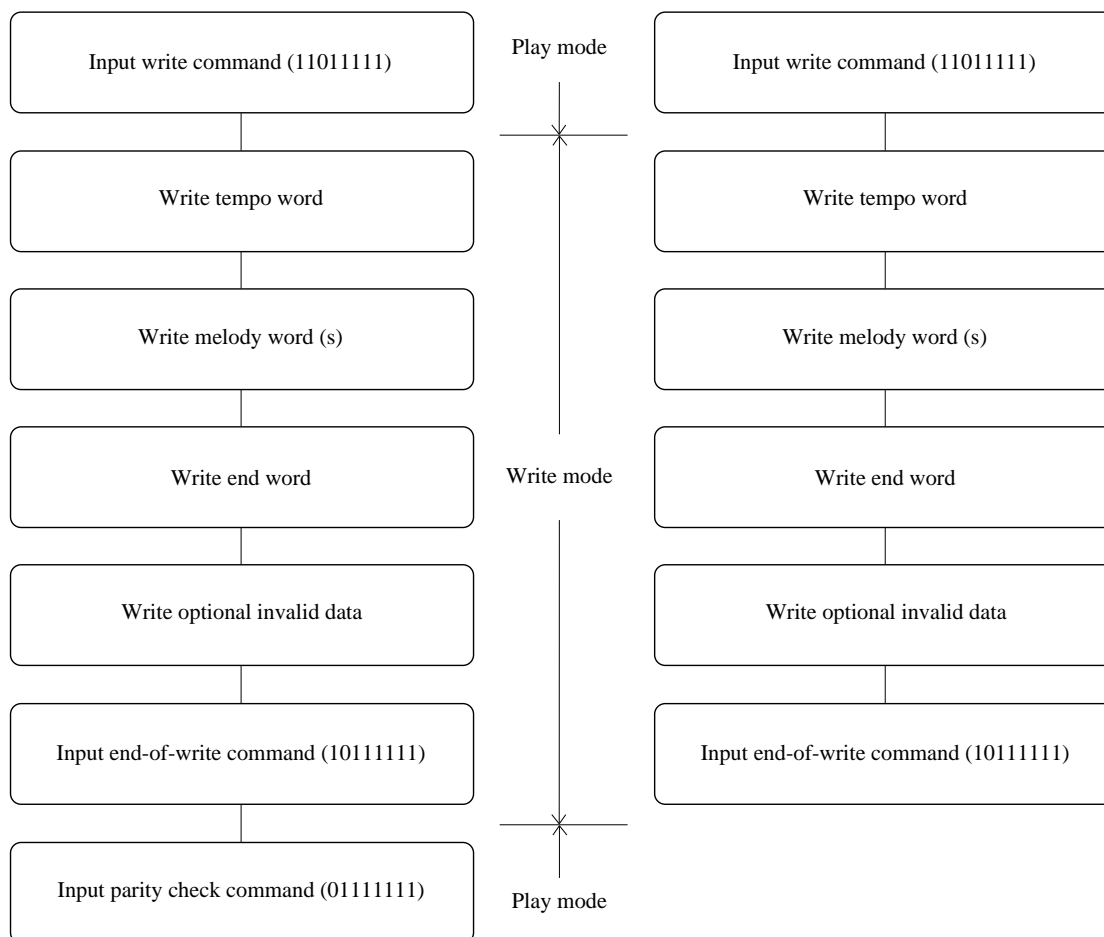 Input write command (11011111)
Write tempo word
Write melody word (s)
Write end word
Write optional invalid data
Input end-of-write command (10111111)
Input parity check command (01111111)
Play mode
Write mode
Play mode
Input write command (11011111)
Write tempo word
Write melody word (s)
Write end word
Write optional invalid data
Input end-of-write command (10111111)